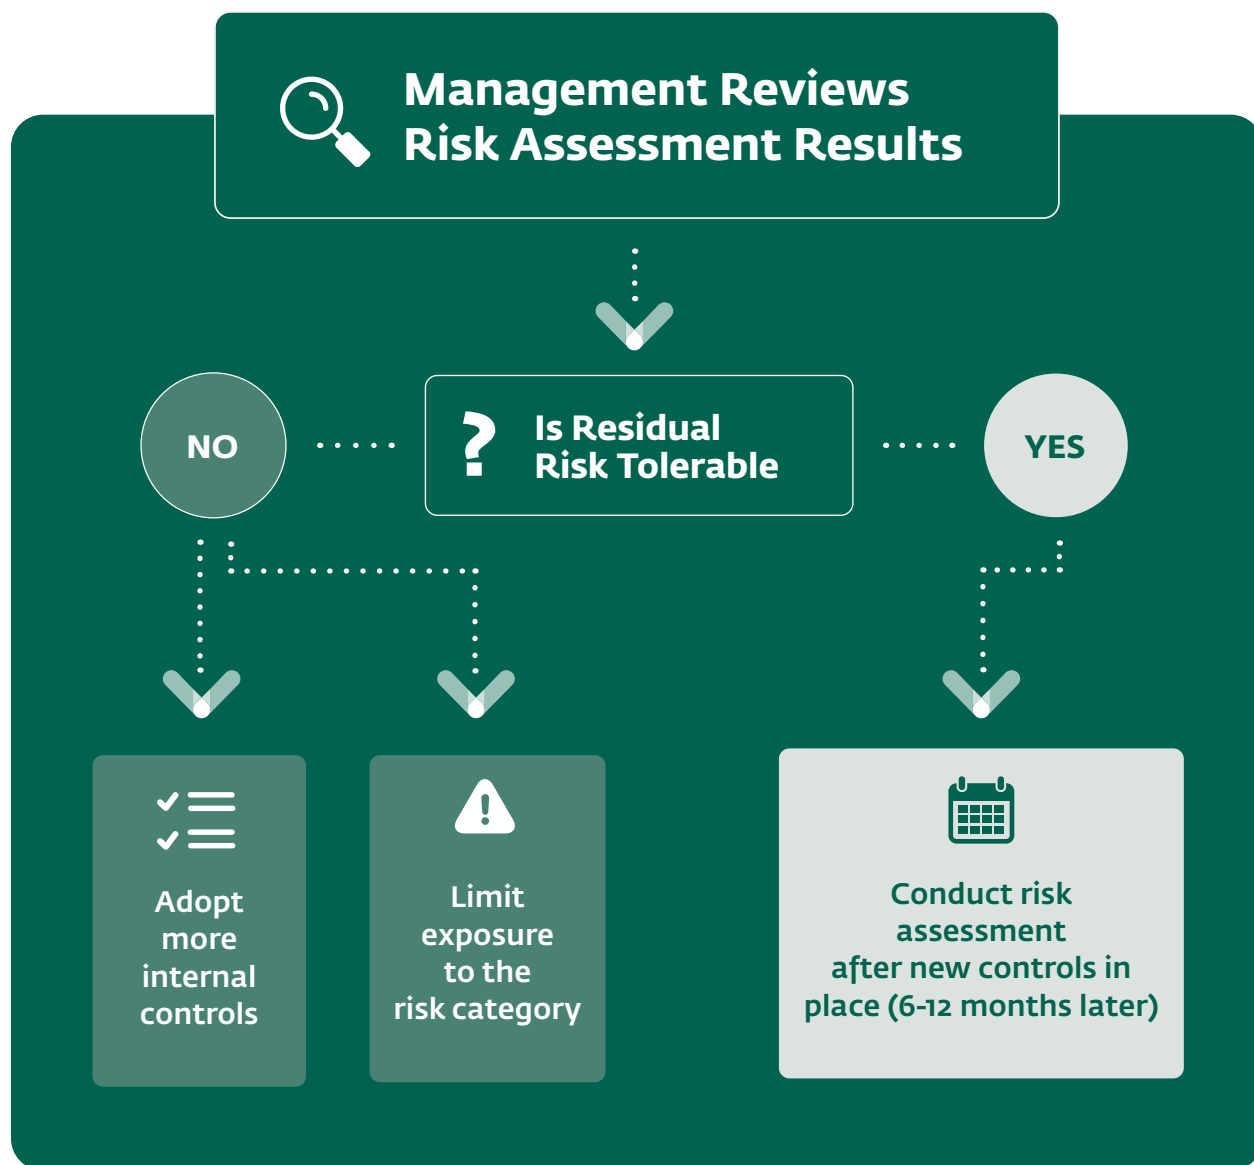 Management Reviews
Risk Assessment Results
NO
?
Is Residual
Risk Tolerable
YES
Adopt
more
internal
controls
Limit
exposure
to the
risk category
Conduct risk
assessment
after new controls in
place (6-12 months later)